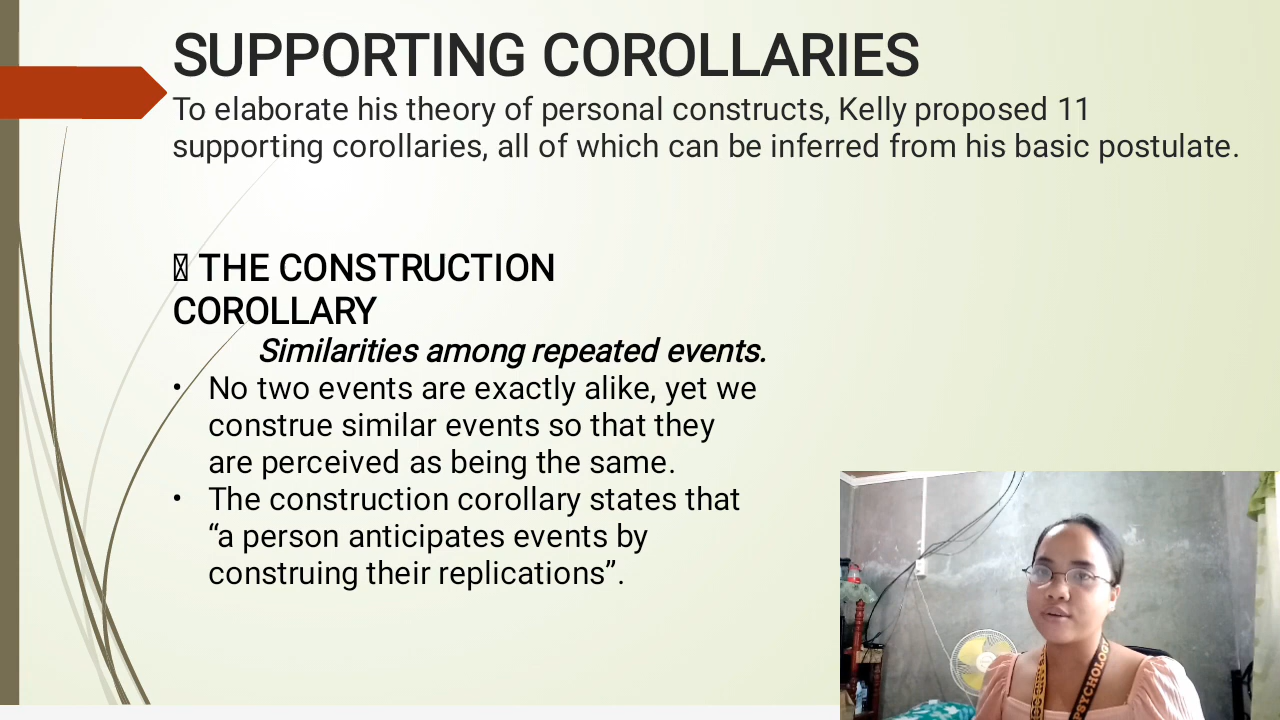 SUPPORTING COROLLARIES
To elaborate his theory of personal constructs, Kelly proposed 11
supporting corollaries, all of which can be inferred from his basic postulate.
THE CONSTRUCTION
COROLLARY
Similarities among repeated events.
• No two events are exactly alike, yet we
construe similar events so that they
are perceived as being the same.
• The construction corollary states that
“a person anticipates events by
construing their replications”.
PSYCHOLOGY